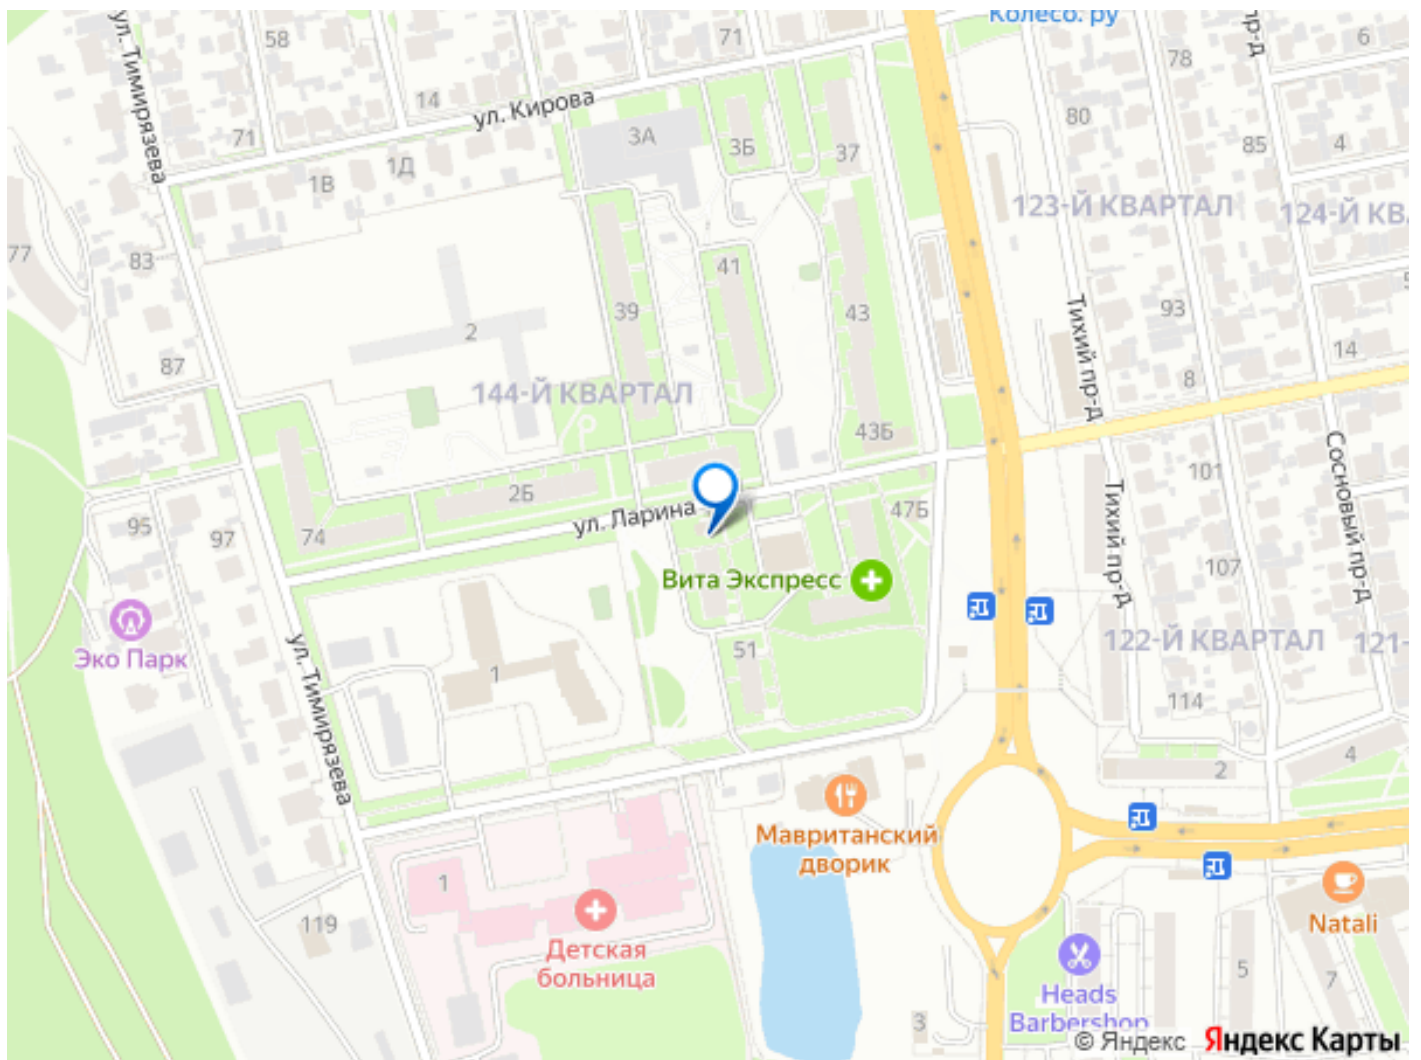 Колесо. ру
ул. Тимирязева
58
71
пр-д
6
78
14
ул. Кирова
80
71
3А
3Б
37
85
4
1В
1Д
123-Й КВАРТАЛ
124-Й КВ
77
83
41
5
39
43
Тихий пр-д
93
2
87
14
8
144-Й КВАРТАЛ
43Б
101
Сосновый пр-д
2Б
ул. Ларина
47Б
Тихий пр-д
95
97
74
107
Вита Экспресс
Эко Парк
ул. Тимирязева
51
122-Й КВАРТАЛ
121-
1
114
4
2
Мавританский
дворик
1
119
Детская
больница
Natali
5
7
Heads
Barbershop
3
© Яндекс Яндекс Карты